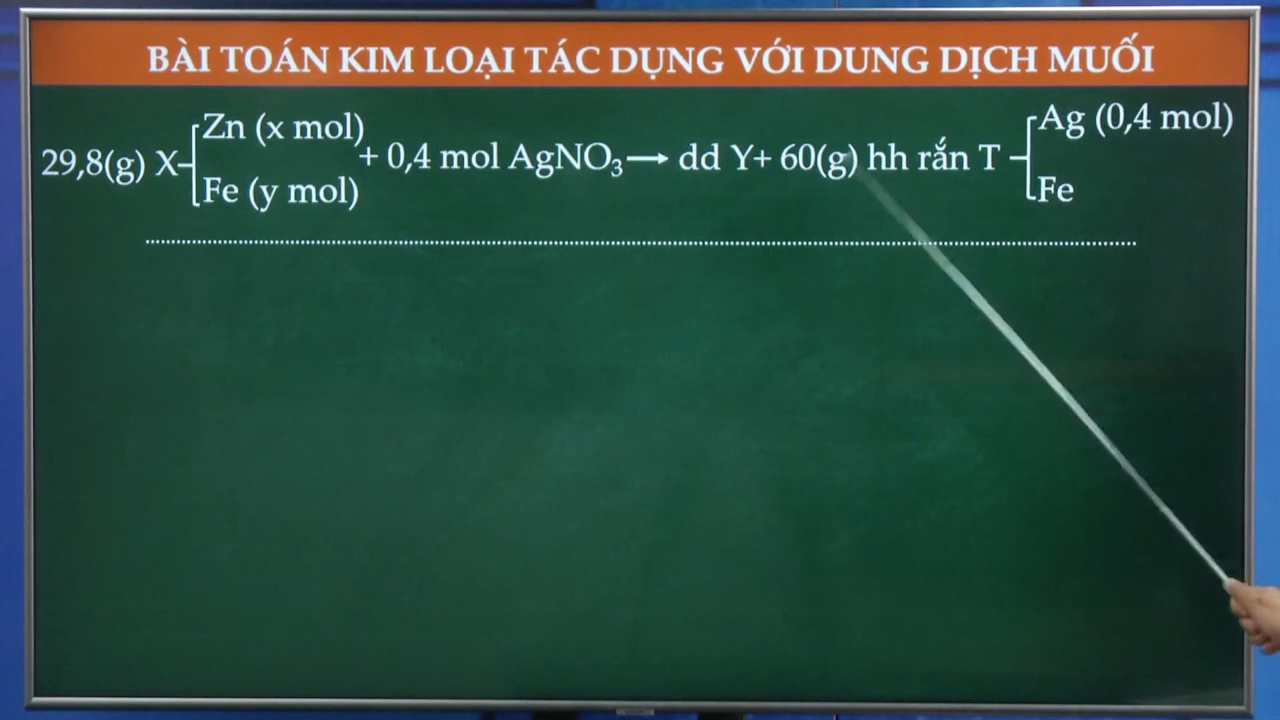 BÀI TOÁN KIM LOẠI TÁC DỤNG VỚI DUNG DỊCH MUỐI
Zn (x mol)
Ag (0,4 mol)
29,8(g) X + 0,4 mol AgNO₃ → dd Y+ 60(g) hh rắn T
Fe (y mol)
Fe